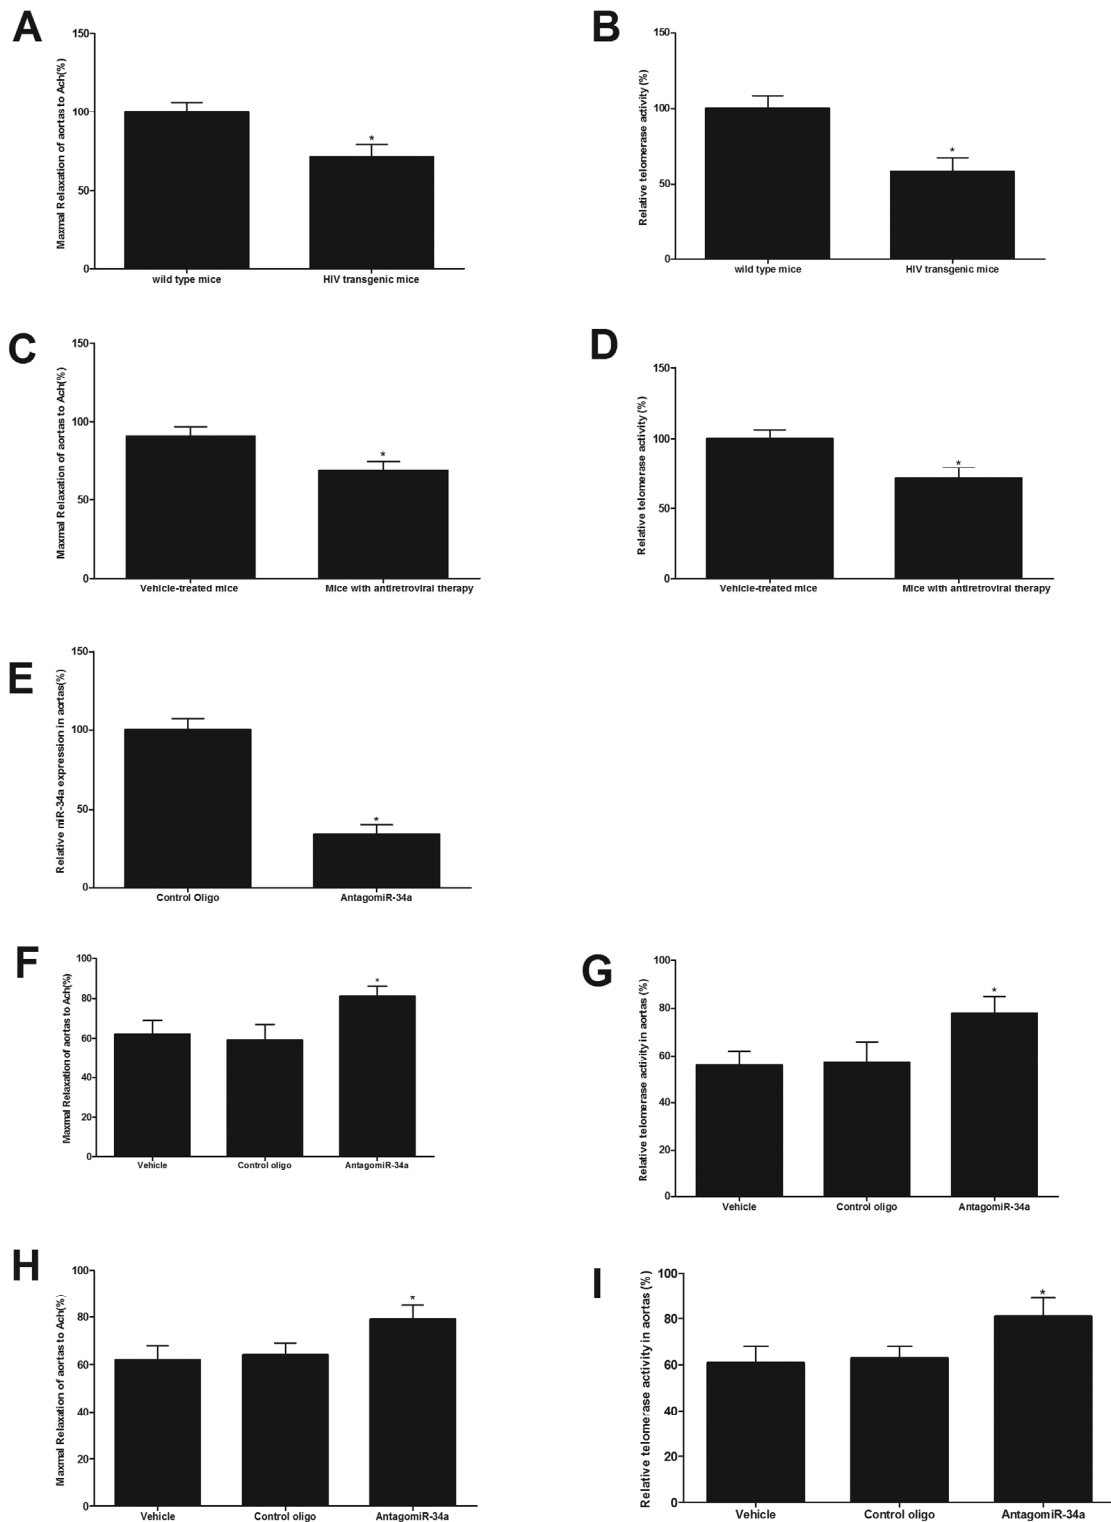 A
Maxmal Relaxation of aortas to Ach(%)
150
100
50
0
*
wild type mice
HIV transgenic mice
B
Relative telomerase activity (%)
150
100
50
0
*
wild type mice
HIV transgenic mice
C
Maxmal Relaxation of aortas to Ach(%)
150
100
50
0
*
Vehicle-treated mice
Mice with antiretroviral therapy
D
Relative telomerase activity (%)
150
100
50
0
*
Vehicle-treated mice
Mice with antiretroviral therapy
E
Relative miR-34a expression in aortas(%)
150
100
50
0
*
Control Oligo
AntagomiR-34a
F
Maxmal Relaxation of aortas to Ach(%)
100
80
60
40
20
0
*
Vehicle
Control oligo
AntagomiR-34a
G
Relative telomerase activity in aortas (%)
100
80
60
40
20
0
*
Vehicle
Control oligo
AntagomiR-34a
H
Maxmal Relaxation of aortas to Ach(%)
100
80
60
40
20
0
*
Vehicle
Control oligo
AntagomiR-34a
I
Relative telomerase activity in aortas (%)
100
80
60
40
20
0
*
Vehicle
Control oligo
AntagomiR-34a